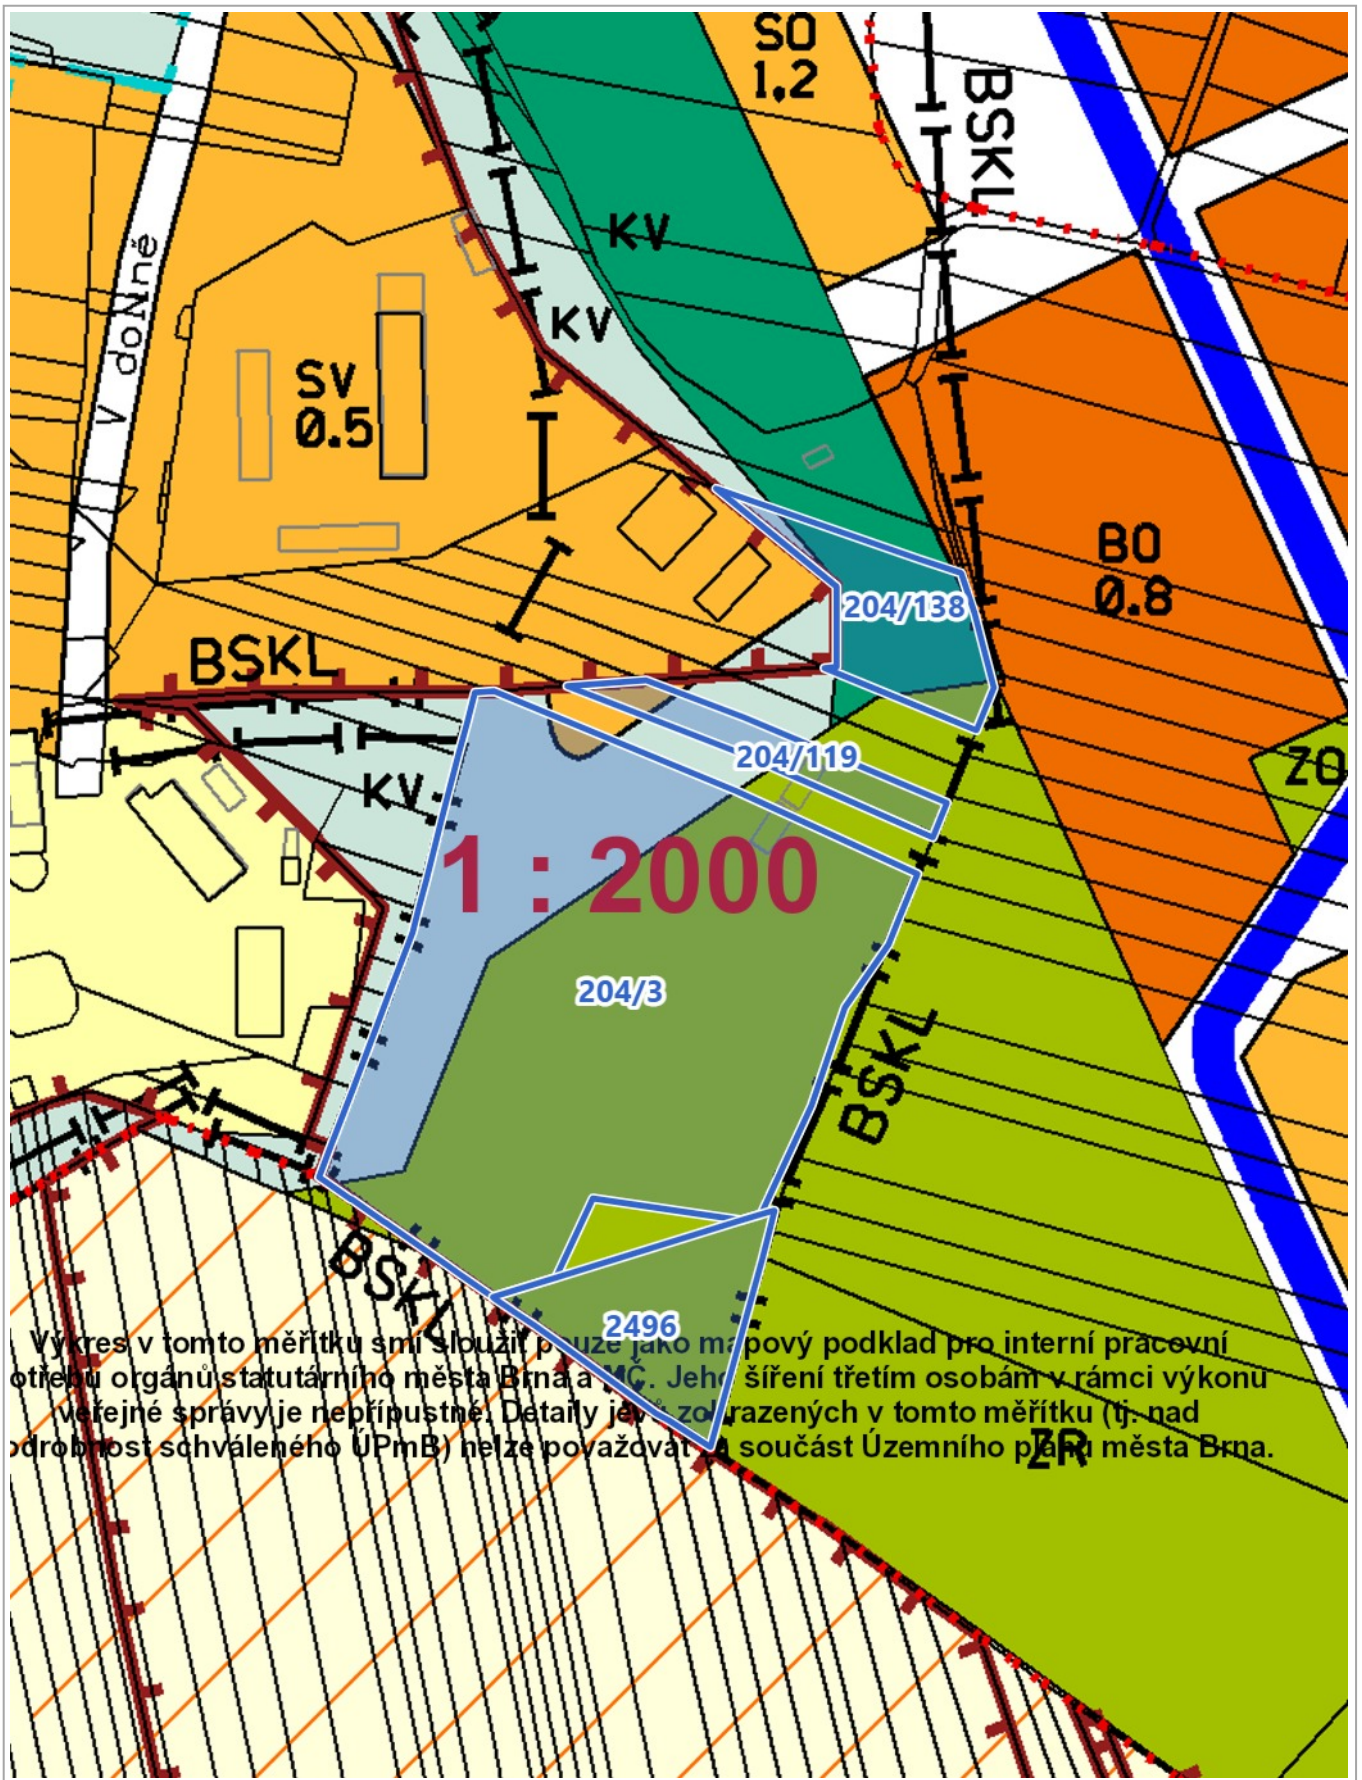 SO
1,2
BSKL
V doNně
KV
KV
SV
0.5
BO
0.8
204/138
BSKL
ZO
204/119
KV
1 : 2000
204/3
BSKL
BSKL
2496
Výkres v tomto měřítku smí sloužit pouze jako mapový podklad pro interní pracovní
otřebu orgánů statutárního města Brna a MČ. Jeho šíření třetím osobám v rámci výkonu
veřejné správy je nepřípustné. Detaily jevů zobrazených v tomto měřítku (tj. nad
odrobnost schváleného ÚPmB) nelze považovat za součást Územního plánu města Brna.
ZR